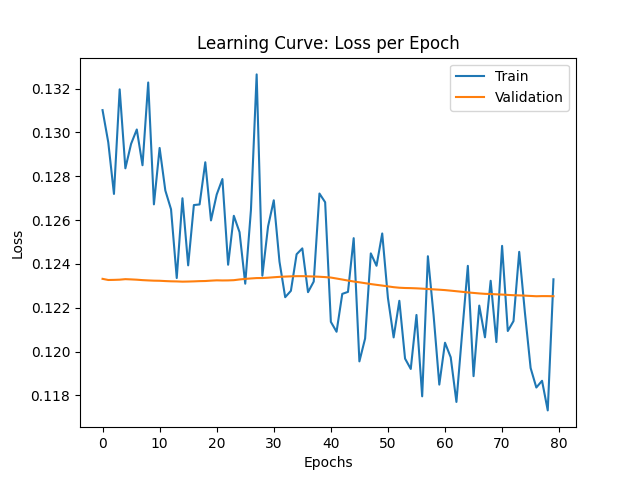 Learning Curve: Loss per Epoch
Train
Validation
0.132
0.130
0.128
0.126
0.124
0.122
0.120
0.118
Loss
0 10 20 30 40 50 60 70 80
Epochs